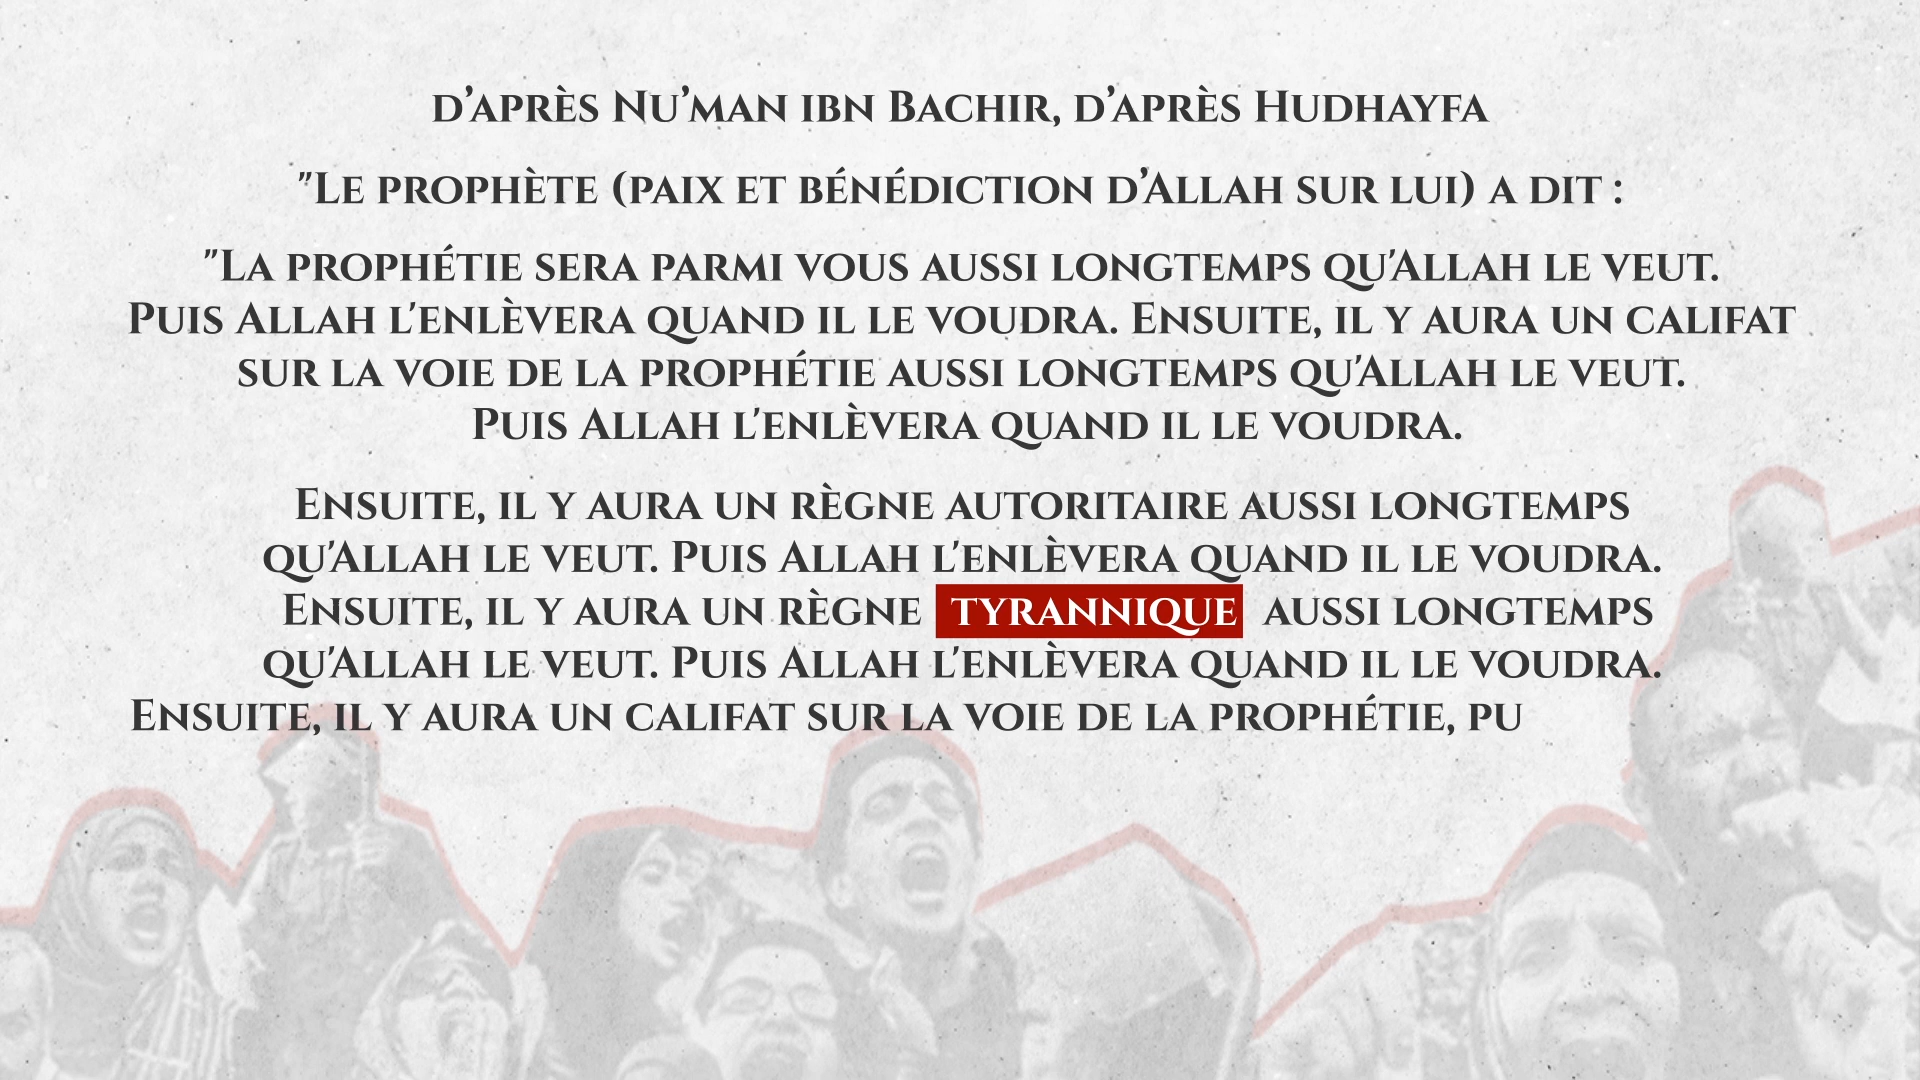 d’après Nu’man ibn Bachir, d’après Hudhayfa
"Le prophète (paix et bénédiction d’Allah sur lui) a dit :
"La prophétie sera parmi vous aussi longtemps qu'Allah le veut.
Puis Allah l'enlèvera quand il le voudra. Ensuite, il y aura un califat
sur la voie de la prophétie aussi longtemps qu'Allah le veut.
Puis Allah l'enlèvera quand il le voudra.
Ensuite, il y aura un règne autoritaire aussi longtemps
qu'Allah le veut. Puis Allah l'enlèvera quand il le voudra.
Ensuite, il y aura un règne tyrannique aussi longtemps
qu'Allah le veut. Puis Allah l'enlèvera quand il le voudra.
Ensuite, il y aura un califat sur la voie de la prophétie, pu